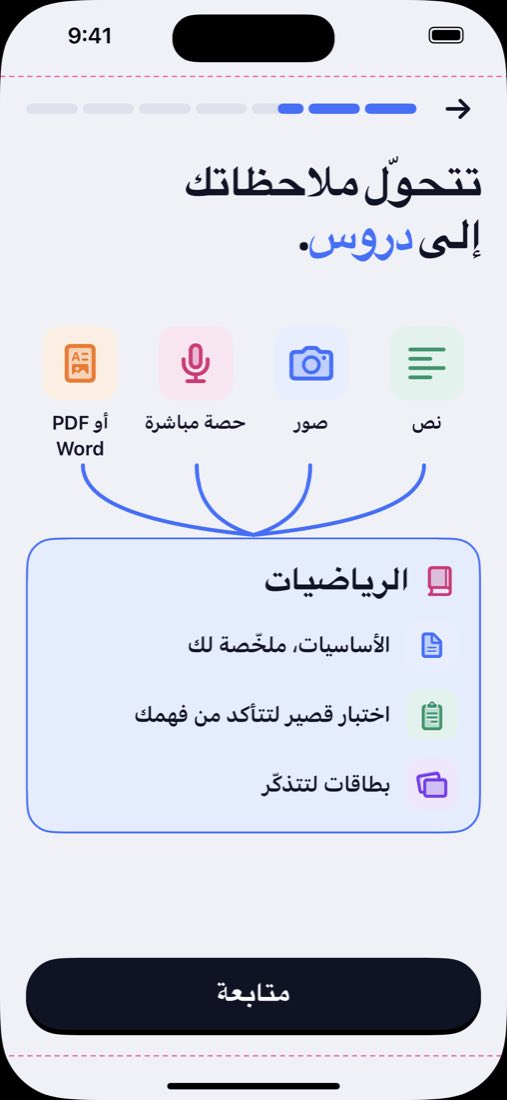 9:41
تتحوّل ملاحظاتك
إلى دروس.
نص
صور
حصة مباشرة
PDF أو
Word
الرياضيات
الأساسيات، ملخّصة لك
اختبار قصير لتتأكد من فهمك
بطاقات لتتذكّر
متابعة